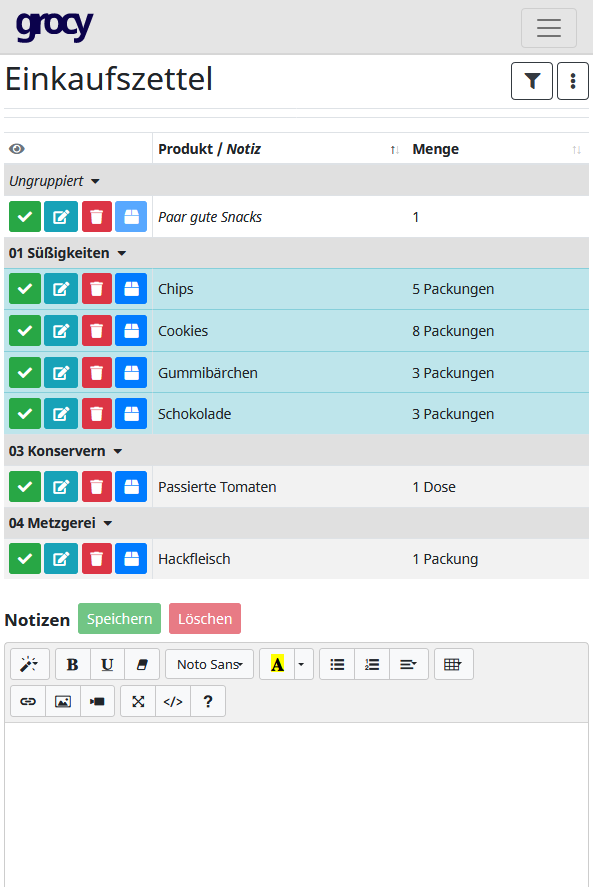 grocy
Einkaufszettel
Produkt / Notiz Menge
Ungruppiert
Paar gute Snacks 1
01 Süßigkeiten
Chips 5 Packungen
Cookies 8 Packungen
Gummibärchen 3 Packungen
Schokolade 3 Packungen
03 Konservern
Passierte Tomaten 1 Dose
04 Metzgerei
Hackfleisch 1 Packung
Notizen Speichern Löschen
B U Noto Sans A
</> ?